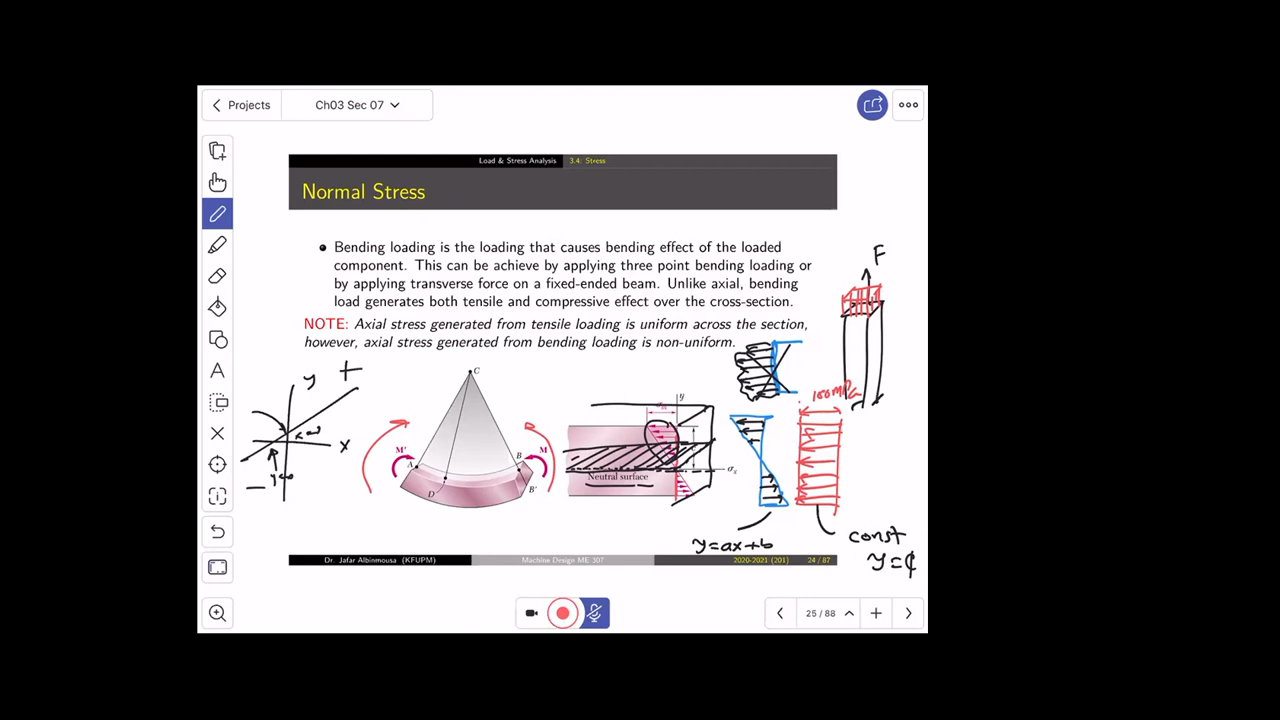 Projects
Ch03 Sec 07
Load & Stress Analysis 3.4: Stress
Normal Stress
Bending loading is the loading that causes bending effect of the loaded
component. This can be achieve by applying three point bending loading or
by applying transverse force on a fixed-ended beam. Unlike axial, bending
load generates both tensile and compressive effect over the cross-section.
NOTE: Axial stress generated from tensile loading is uniform across the section,
however, axial stress generated from bending loading is non-uniform.
F
y +
x=0
x
y=0
C
M'
A
D
B
M
B'
y
Neutral surface
σx
100MPa
y=ax+b
const
y=¢
Dr. Jafar Albinmousa (KFUPM) Machine Design ME 307 2020-2021 (201) 24 / 87
25 / 88